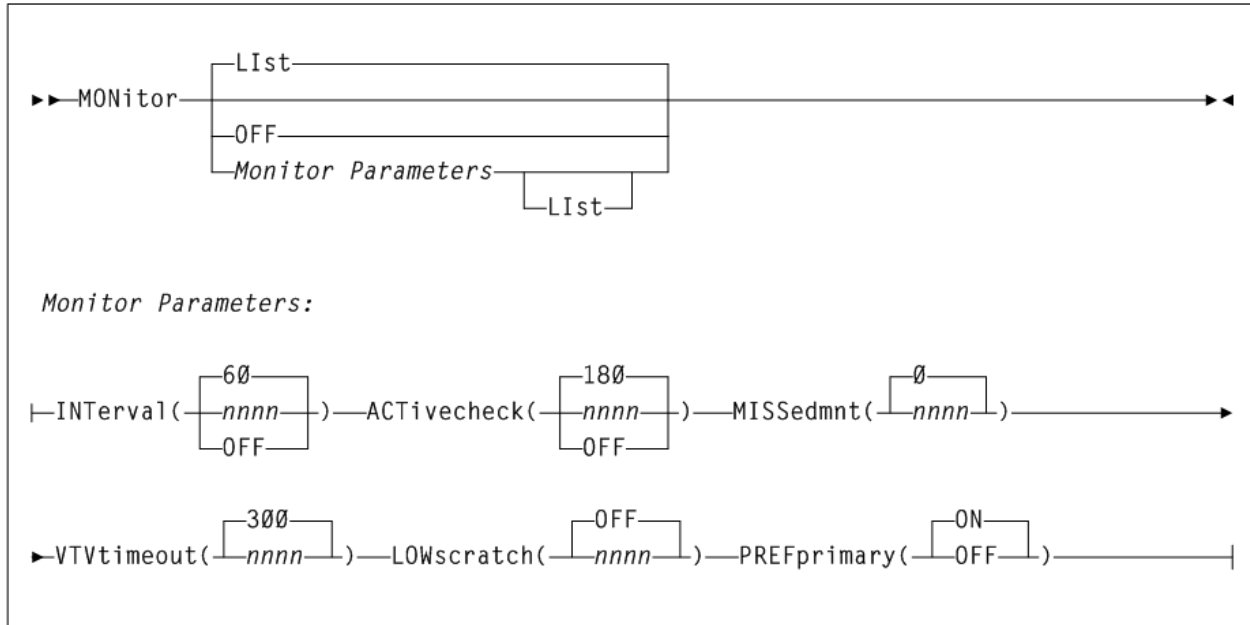 LIst
MONitor
OFF
Monitor Parameters
LIst
Monitor Parameters:
60 180 0
INTerval( nnnn ) ACTivecheck( nnnn ) MISSedmnt( nnnn )
OFF OFF
300 OFF ON
VTVtimeout( nnnn ) LOWscratch( nnnn ) PREFprimary( OFF )